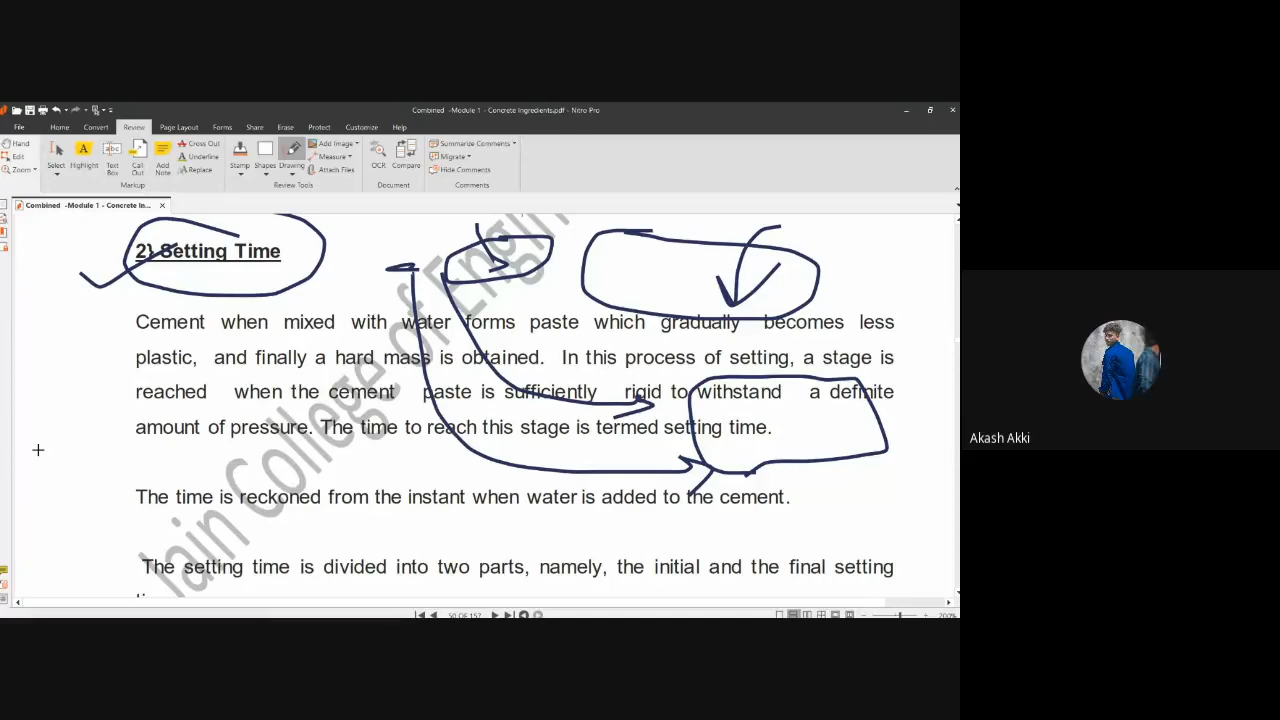 Combined -Module 1 - Concrete Ingredients.pdf - Nitro Pro
File Home Convert Review Page Layout Forms Share Erase Protect Customize Help
Hand Edit Zoom
Select Highlight Text Box Call Out Add Note Cross Out Underline Replace
Markup
Stamp Shapes Drawing Add Image Measure Attach Files
Review Tools
OCR Compare
Document
Summarize Comments Migrate Hide Comments
Comments
Combined -Module 1 - Concrete In...
2) Setting Time
Cement when mixed with water forms paste which gradually becomes less
plastic, and finally a hard mass is obtained. In this process of setting, a stage is
reached when the cement paste is sufficiently rigid to withstand a definite
amount of pressure. The time to reach this stage is termed setting time.
The time is reckoned from the instant when water is added to the cement.
The setting time is divided into two parts, namely, the initial and the final setting
Jain College of Engin
50 OF 157
200%
Akash Akki